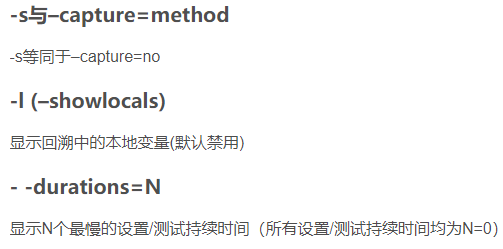 -s与–capture=method
-s等同于–capture=no
-l (–showlocals)
显示回溯中的本地变量(默认禁用)
- -durations=N
显示N个最慢的设置/测试持续时间（所有设置/测试持续时间均为N=0）